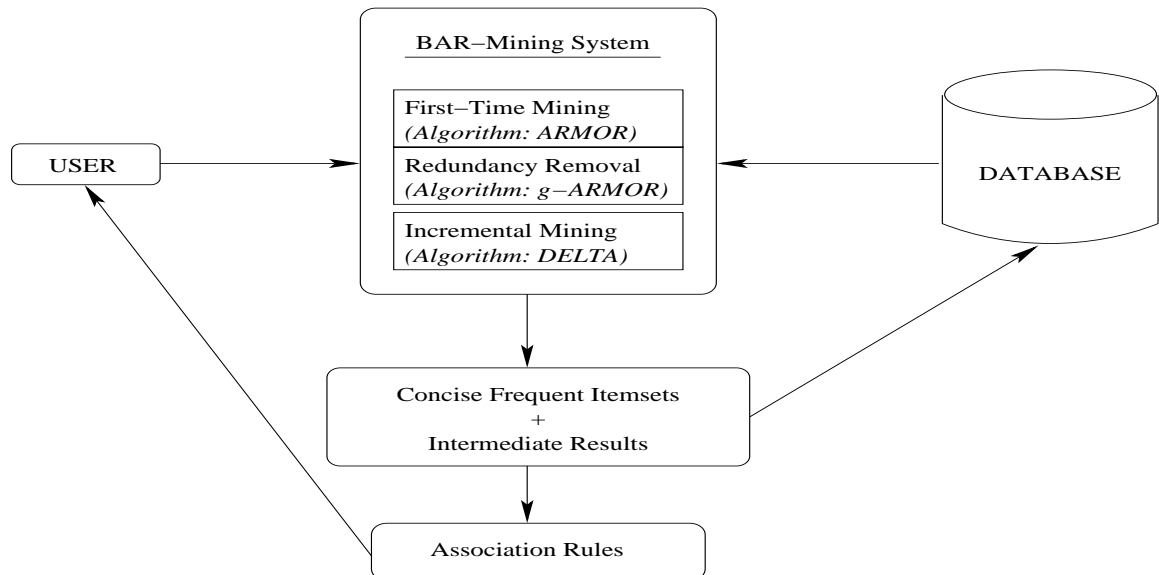 BAR−Mining System
First−Time Mining
(Algorithm: ARMOR)
Redundancy Removal
(Algorithm: g−ARMOR)
Incremental Mining
(Algorithm: DELTA)
USER
DATABASE
Concise Frequent Itemsets
+
Intermediate Results
Association Rules